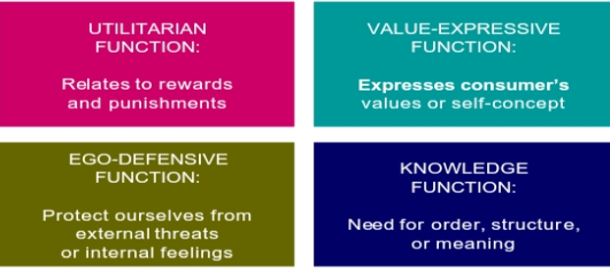 UTILITARIAN
FUNCTION:
Relates to rewards
and punishments
VALUE-EXPRESSIVE
FUNCTION:
Expresses consumer's
values or self-concept
EGO-DEFENSIVE
FUNCTION:
Protect ourselves from
external threats
or internal feelings
KNOWLEDGE
FUNCTION:
Need for order, structure,
or meaning